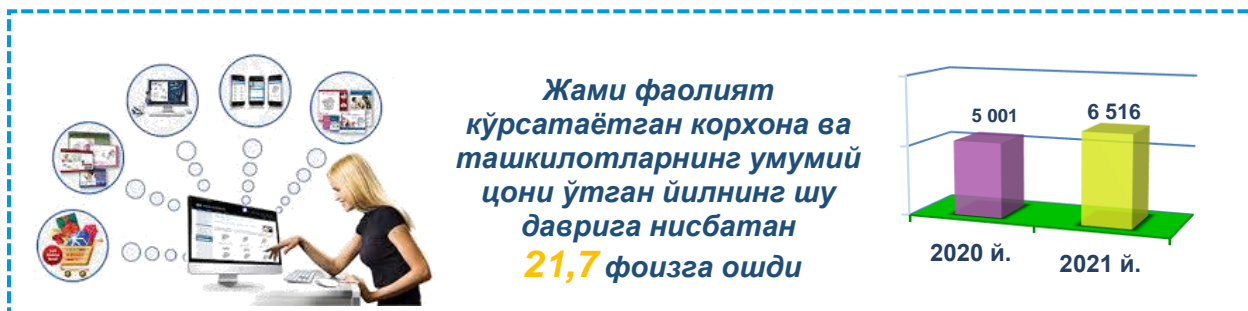 Жами фаолият
кўрсатаётган корхона ва
ташкилотларнинг умумий
цони ўтган йилнинг шу
даврига нисбатан
21,7 фоизга ошди
5 001
6 516
2020 й.
2021 й.